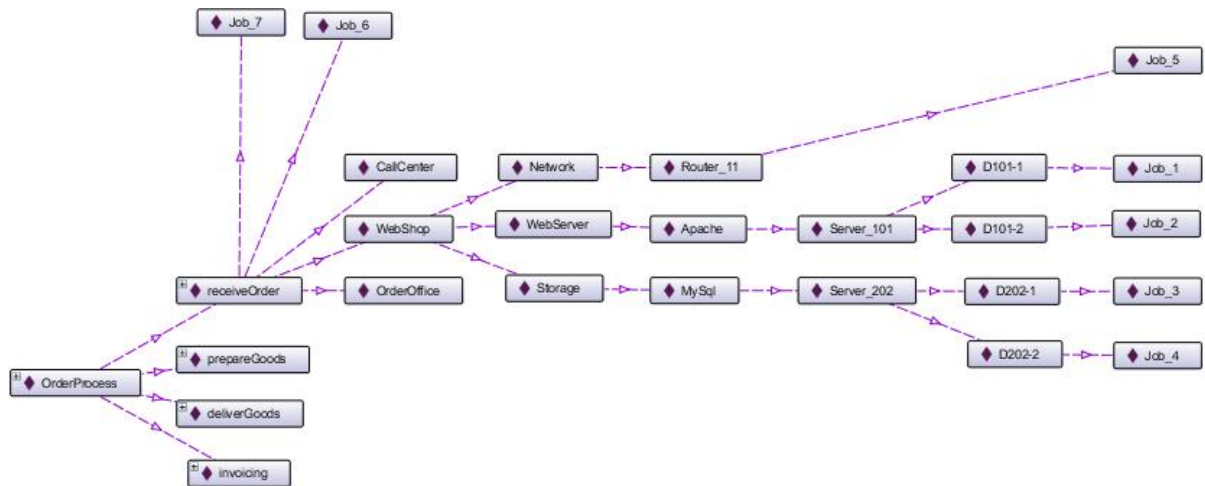 Job_7
Job_6
Job_5
CallCenter
Network
Router_11
D101-1
Job_1
WebShop
WebServer
Apache
Server_101
D101-2
Job_2
receiveOrder
OrderOffice
Storage
MySql
Server_202
D202-1
Job_3
prepareGoods
D202-2
Job_4
OrderProcess
deliverGoods
invoicing